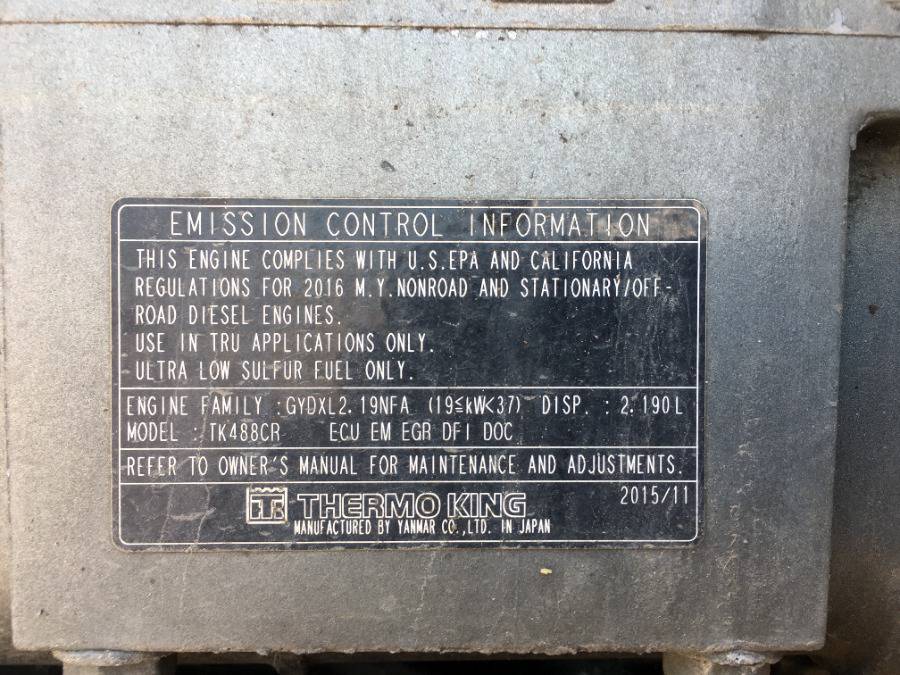 EMISSION CONTROL INFORMATION
THIS ENGINE COMPLIES WITH U.S.EPA AND CALIFORNIA
REGULATIONS FOR 2016 M.Y.NONROAD AND STATIONARY/OFF-
ROAD DIESEL ENGINES.
USE IN TRU APPLICATIONS ONLY.
ULTRA LOW SULFUR FUEL ONLY.
ENGINE FAMILY :GYDXL2.19NFA (19≦kW<37) DISP. : 2.190L
MODEL : TK488CR ECU EM EGR DFI DOC
REFER TO OWNER'S MANUAL FOR MAINTENANCE AND ADJUSTMENTS.
TK THERMO KING 2015/11
MANUFACTURED BY YANMAR CO.,LTD. IN JAPAN